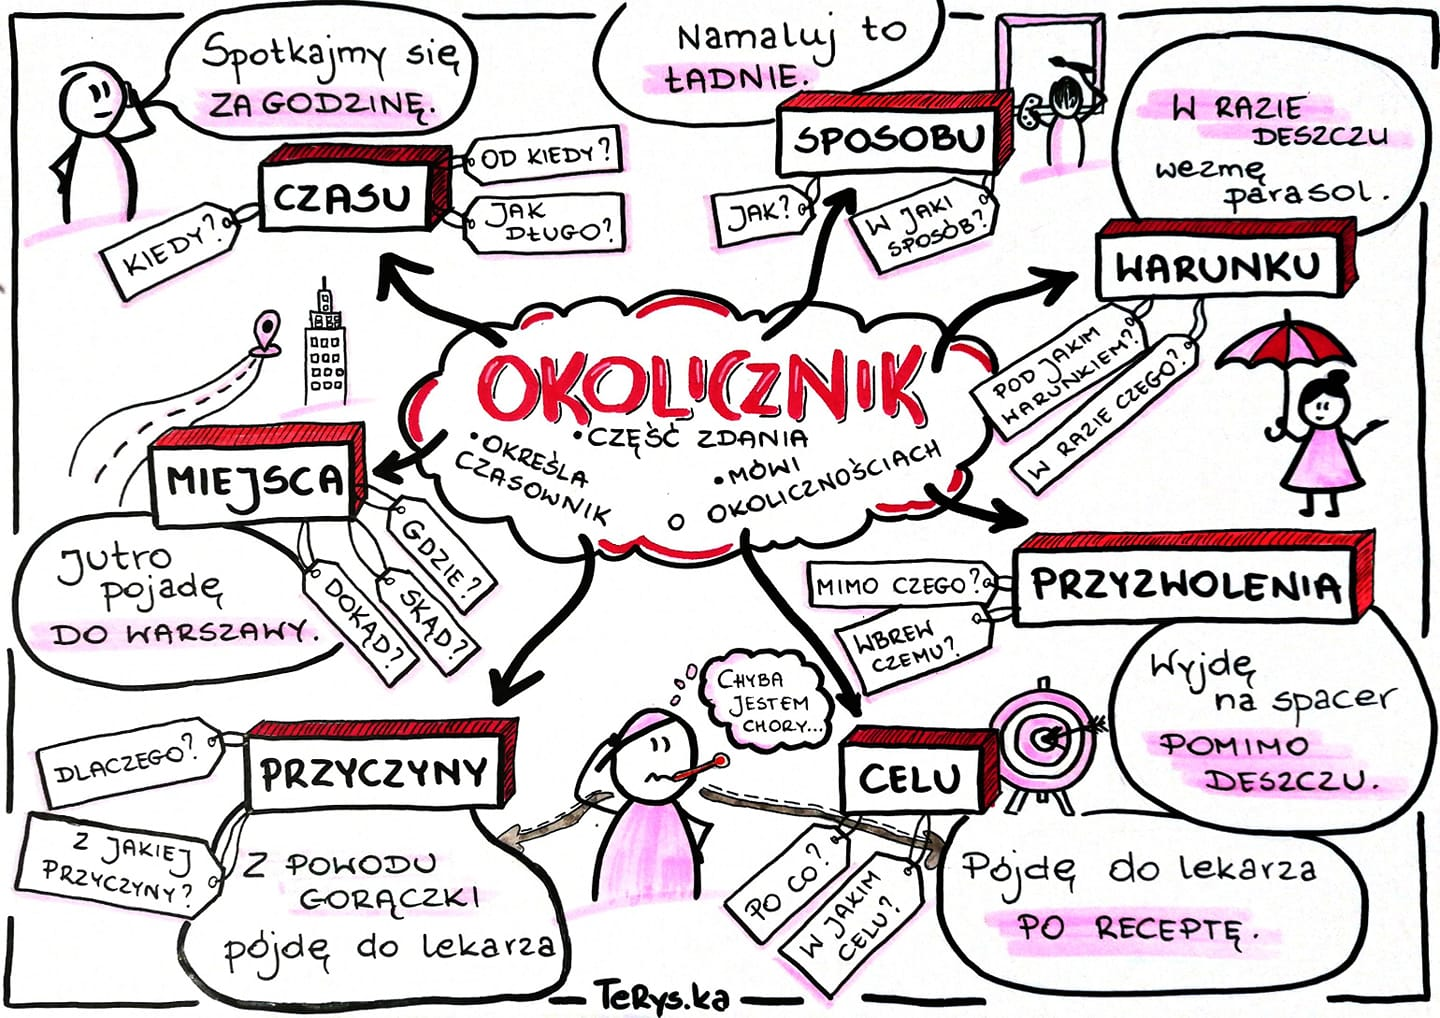 Spotkajmy się
ZA GODZINĘ.
CZASU
KIEDY?
OD KIEDY?
JAK
DŁUGO?
Namaluj to
ŁADNIE.
SPOSOBU
JAK?
W JAKI
SPOSÓB?
W RAZIE
DESZCZU
wezmę
parasol.
WARUNKU
POD JAKIM
WARUNKIEM?
W RAZIE CZEGO?
OKOLICZNIK
• CZĘŚĆ ZDANIA
• OKREŚLA
CZASOWNIK
• MÓWI
O OKOLICZNOŚCIACH
MIEJSCA
GDZIE?
SKĄD?
DOKĄD?
Jutro
pojadę
DO WARSZAWY.
PRZYZWOLENIA
MIMO CZEGO?
WBREW
CZEMU?
Wyjdę
na spacer
POMIMO
DESZCZU.
PRZYCZYNY
DLACZEGO?
Z JAKIEJ
PRZYCZYNY?
Z POWODU
GORĄCZKI
pójdę do lekarza
CHYBA
JESTEM
CHORY...
CELU
PO CO?
W JAKIM
CELU?
Pójdę do lekarza
PO RECEPTĘ.
TeRys.ka